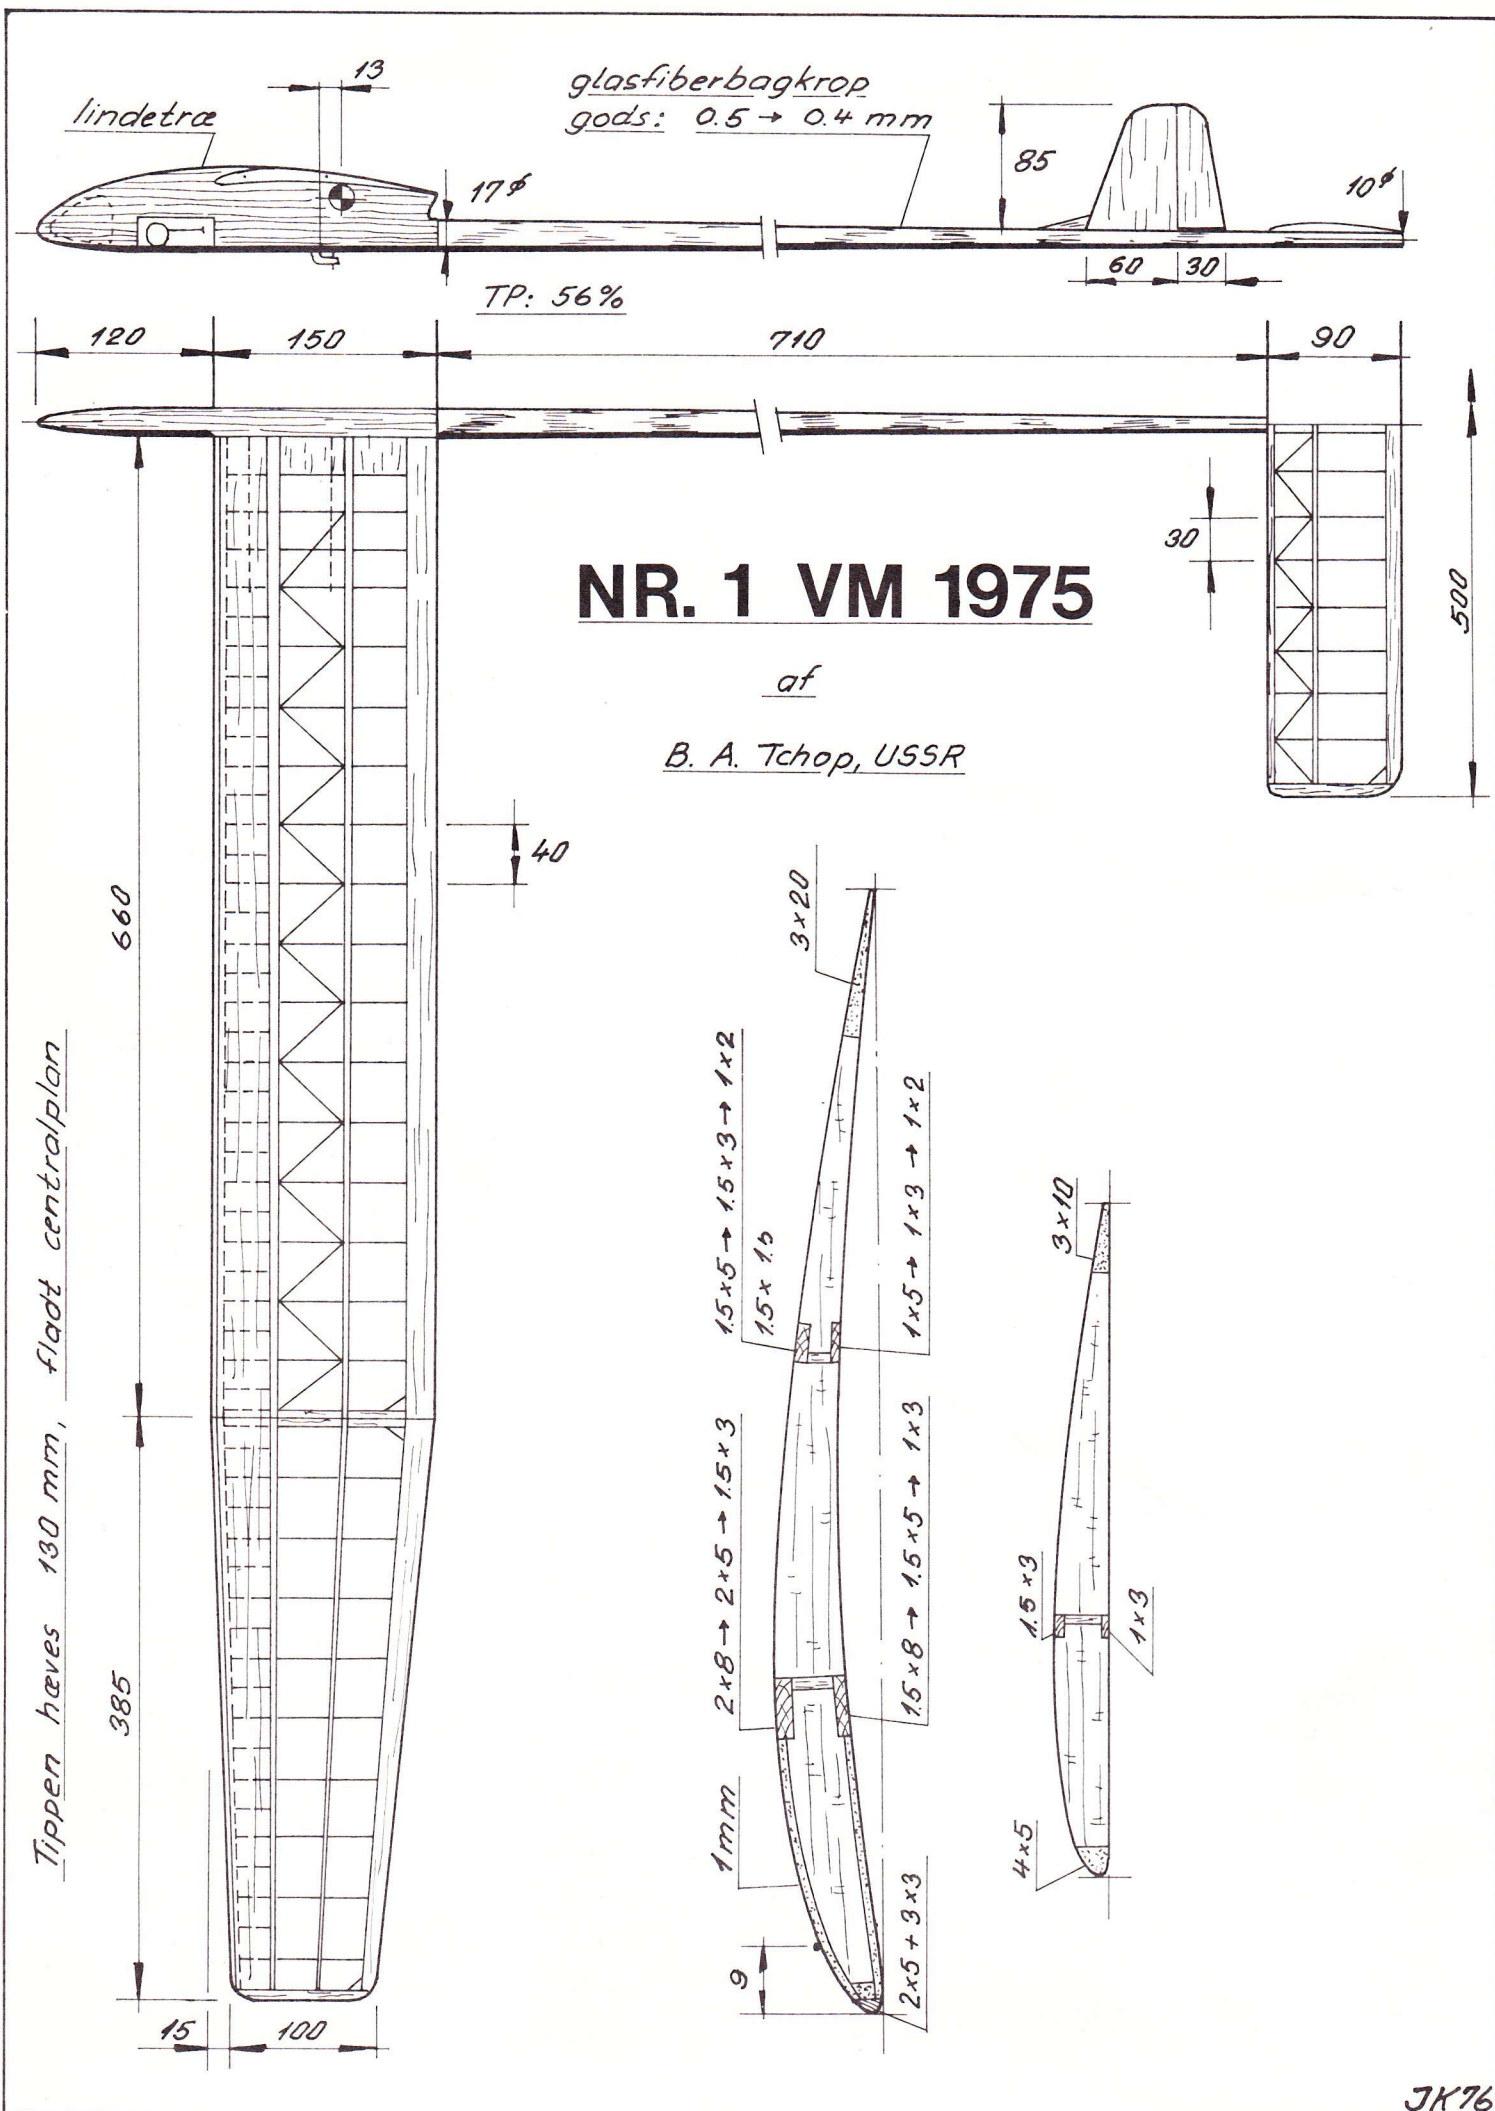 13
lindetræ
glasfiberbagkrop
gods: 0.5 → 0.4 mm
85
17⌀
10⌀
60
30
TP: 56%
120
150
710
90
30
500
NR. 1 VM 1975
af
B. A. Tchop, USSR
40
660
385
Tippen hæves 130 mm, fladt centralplan
15
100
3×20
1.5×5 → 1.5×3 → 1×2
1.5×1.5
1×5 → 1×3 → 1×2
2×8 → 2×5 → 1.5×3
1.5×8 → 1.5×5 → 1×3
1mm
9
2×5 + 3×3
3×10
1.5×3
1×3
4×5
JK76